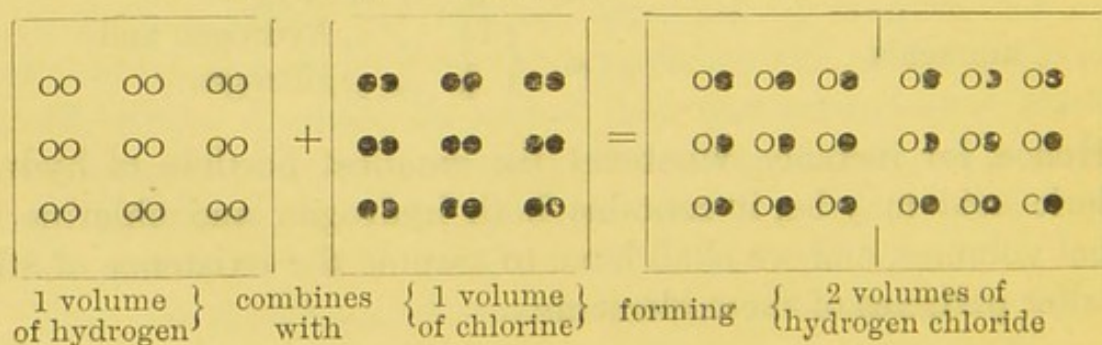 + =
1 volume of hydrogen } combines with { 1 volume of chlorine } forming { 2 volumes of hydrogen chloride